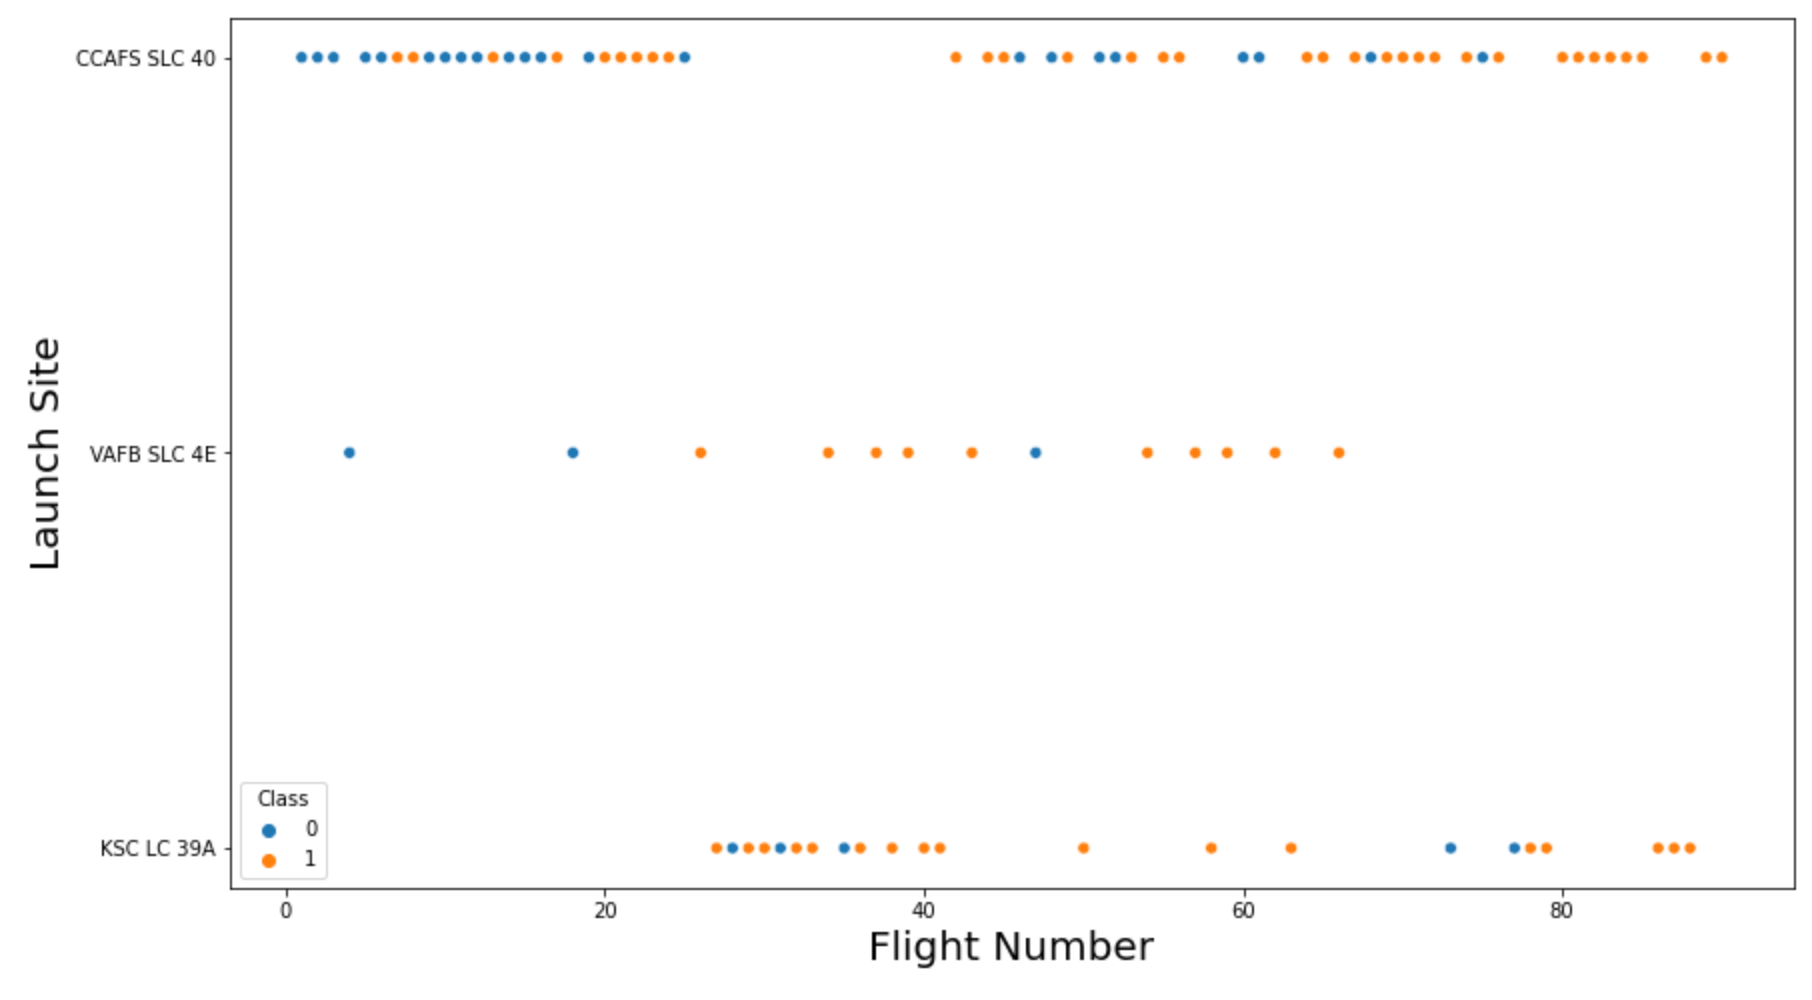 CCAFS SLC 40
VAFB SLC 4E
KSC LC 39A
Launch Site
Class
0
1
0 20 40 60 80
Flight Number